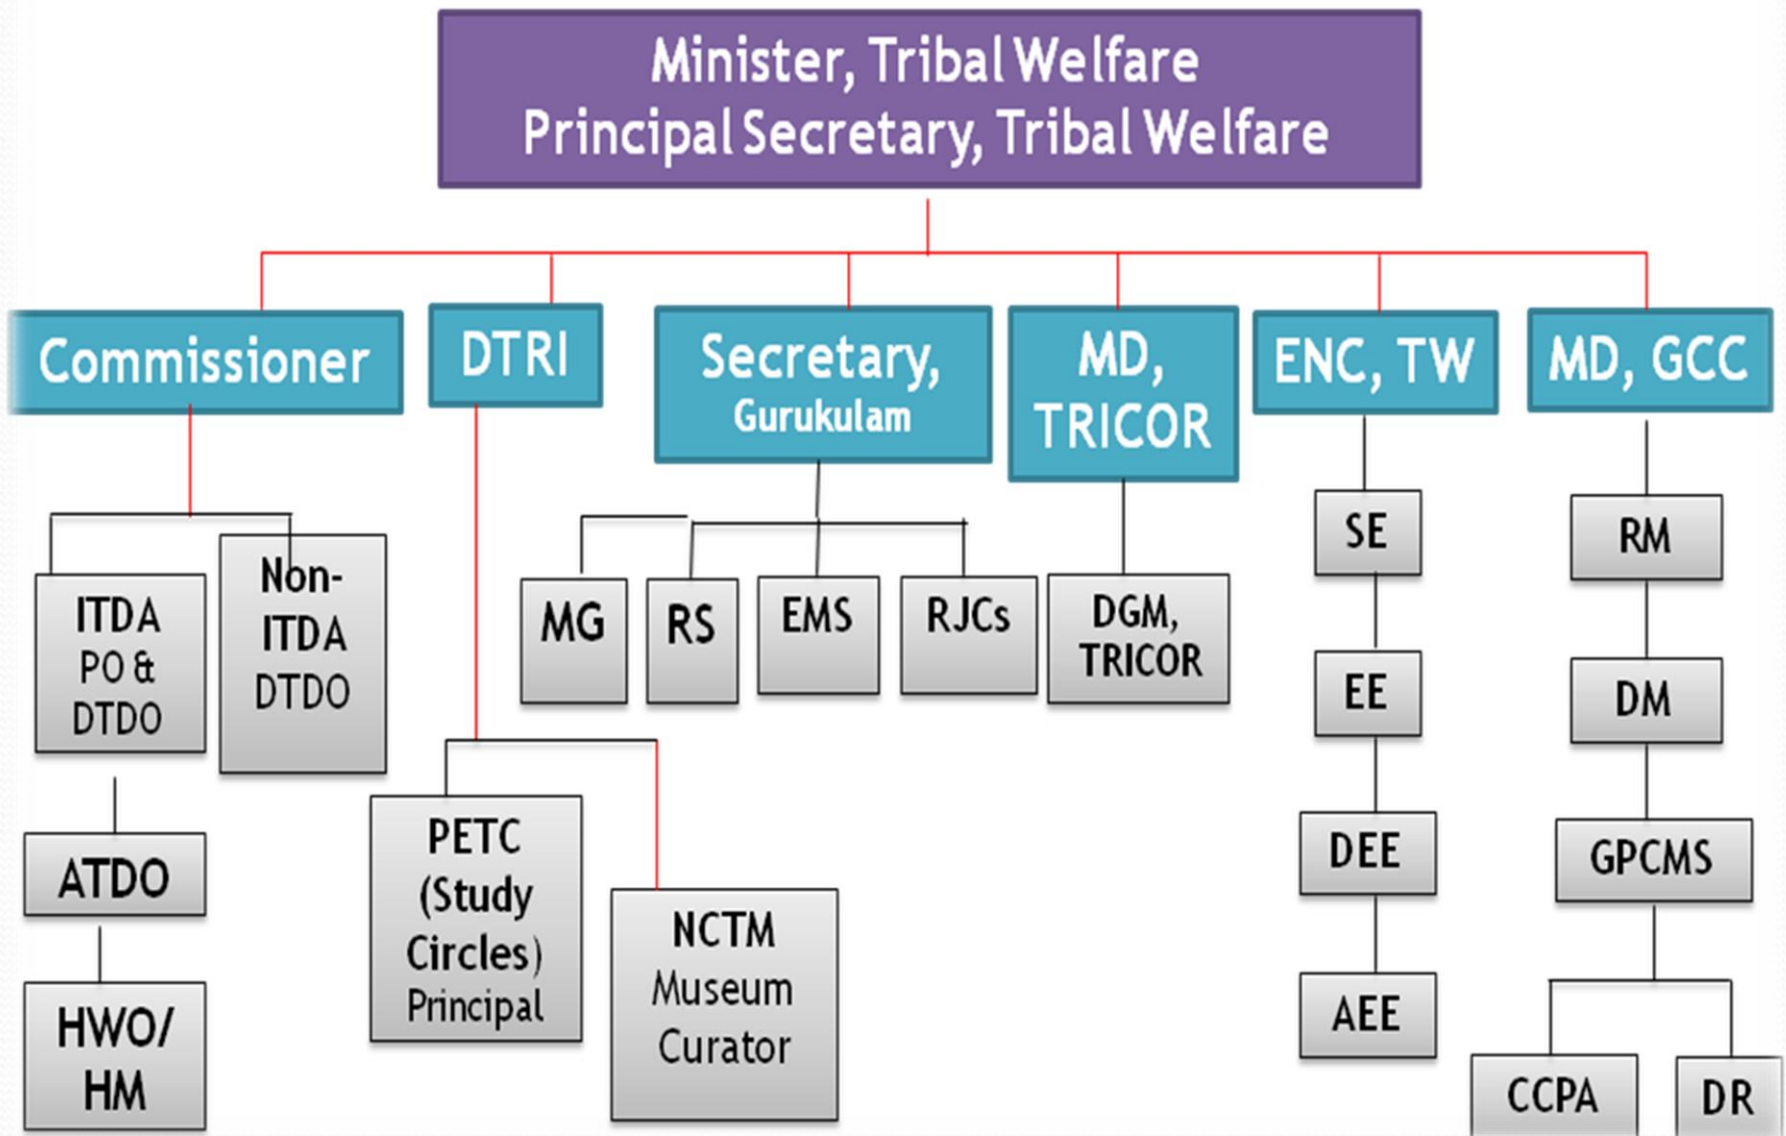 Minister, Tribal Welfare
Principal Secretary, Tribal Welfare
Commissioner
DTRI
Secretary,
Gurukulam
MD,
TRICOR
ENC, TW
MD, GCC
ITDA
PO &
DTDO
Non-
ITDA
DTDO
ATDO
HWO/
HM
PETC
(Study
Circles)
Principal
NCTM
Museum
Curator
MG
RS
EMS
RJCs
DGM,
TRICOR
SE
EE
DEE
AEE
RM
DM
GPCMS
CCPA
DR